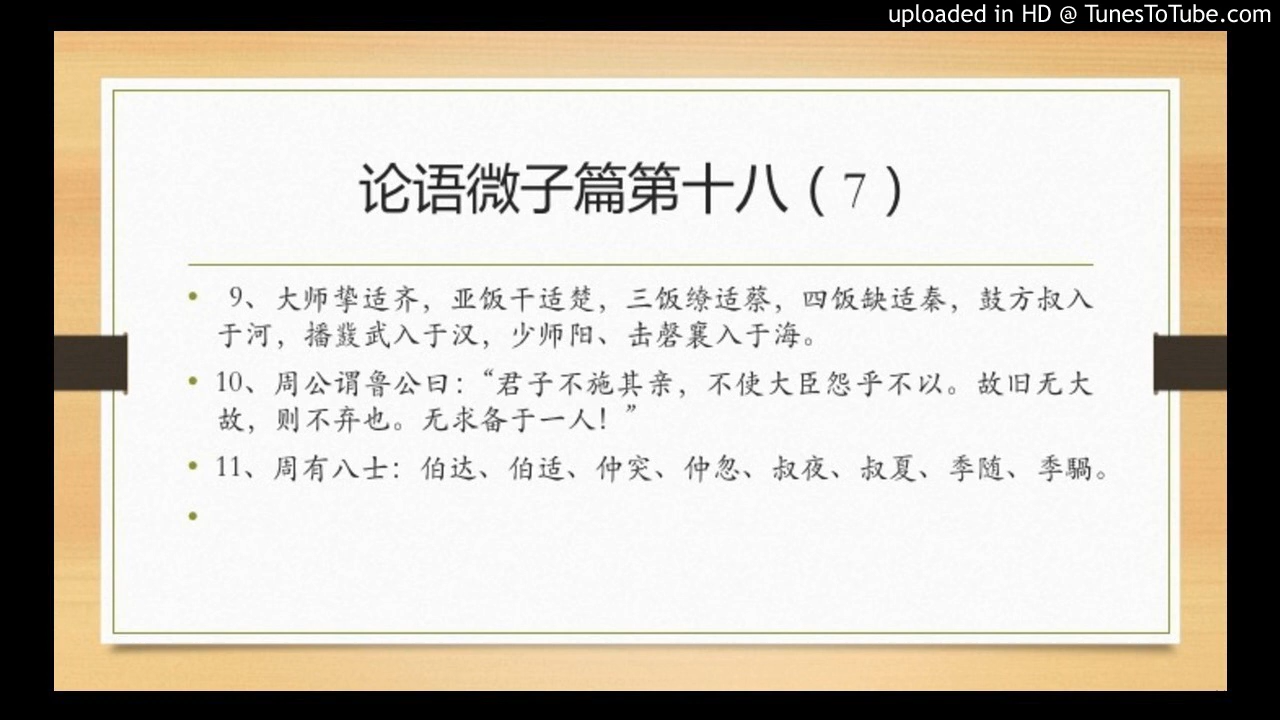 uploaded in HD @ TunesToTube.com
论语微子篇第十八（7）
9、大师挚适齐，亚饭干适楚，三饭缭适蔡，四饭缺适秦，鼓方叔入
于河，播鼗武入于汉，少师阳、击磬襄入于海。
10、周公谓鲁公曰：“君子不施其亲，不使大臣怨乎不以。故旧无大
故，则不弃也。无求备于一人！”
11、周有八士：伯达、伯适、仲突、仲忽、叔夜、叔夏、季随、季騧。